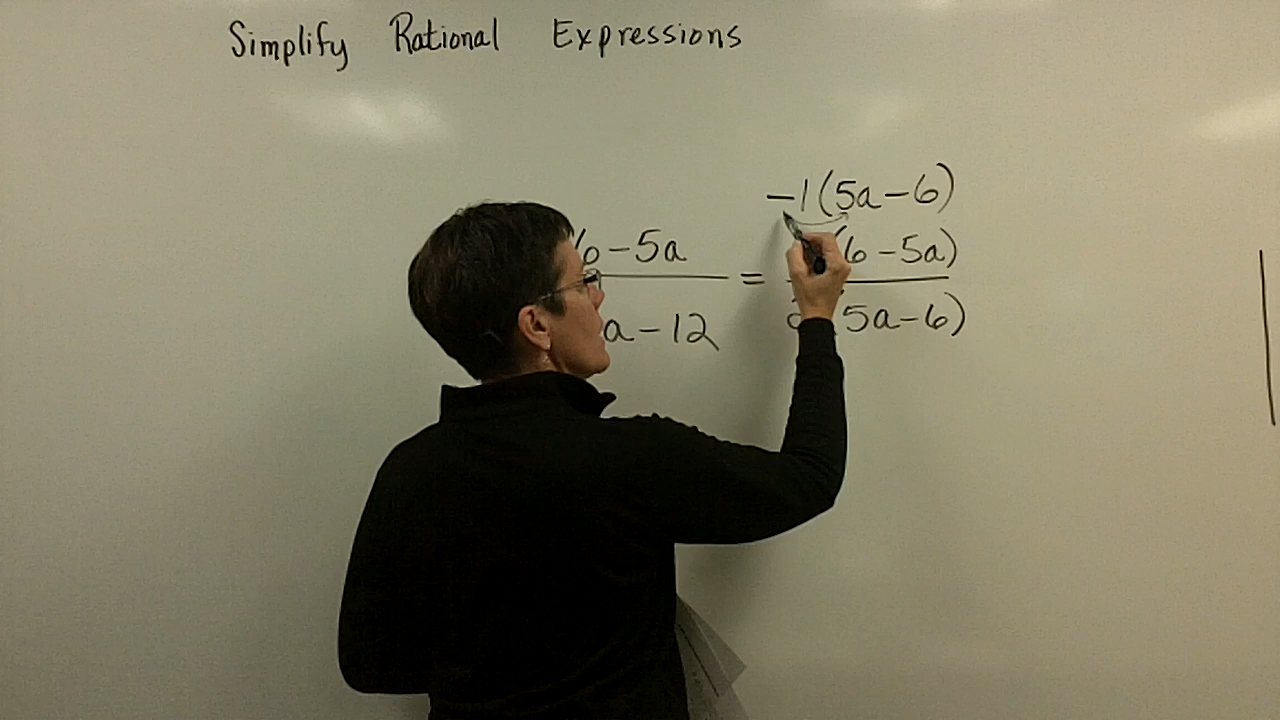 Simplify Rational Expressions
-1(5a-6)
6-5a = (6-5a)
a-12 (5a-6)